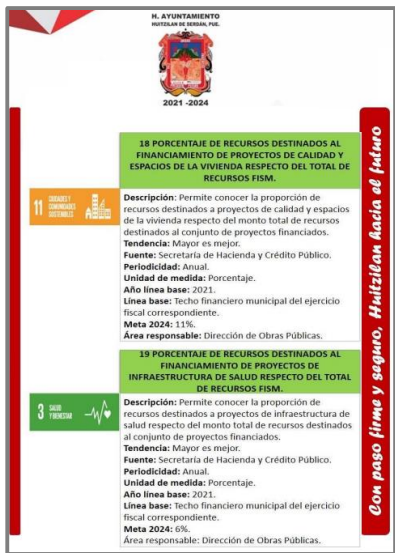 H. AYUNTAMIENTO
HUITZILAN DE SERDÁN, PUE.
2021 -2024
18 PORCENTAJE DE RECURSOS DESTINADOS AL
FINANCIAMIENTO DE PROYECTOS DE CALIDAD Y
ESPACIOS DE LA VIVIENDA RESPECTO DEL TOTAL DE
RECURSOS FISM.
11 CIUDADES Y
COMUNIDADES
SOSTENIBLES
Descripción: Permite conocer la proporción de
recursos destinados a proyectos de calidad y espacios
de la vivienda respecto del monto total de recursos
destinados al conjunto de proyectos financiados.
Tendencia: Mayor es mejor.
Fuente: Secretaría de Hacienda y Crédito Público.
Periodicidad: Anual.
Unidad de medida: Porcentaje.
Año línea base: 2021.
Línea base: Techo financiero municipal del ejercicio
fiscal correspondiente.
Meta 2024: 11%.
Área responsable: Dirección de Obras Públicas.
19 PORCENTAJE DE RECURSOS DESTINADOS AL
FINANCIAMIENTO DE PROYECTOS DE
INFRAESTRUCTURA DE SALUD RESPECTO DEL TOTAL
DE RECURSOS FISM.
3 SALUD
Y BIENESTAR
Descripción: Permite conocer la proporción de
recursos destinados a proyectos de infraestructura de
salud respecto del monto total de recursos destinados
al conjunto de proyectos financiados.
Tendencia: Mayor es mejor.
Fuente: Secretaría de Hacienda y Crédito Público.
Periodicidad: Anual.
Unidad de medida: Porcentaje.
Año línea base: 2021.
Línea base: Techo financiero municipal del ejercicio
fiscal correspondiente.
Meta 2024: 6%.
Área responsable: Dirección de Obras Públicas.
Con paso firme y seguro, Huitzilan hacia el futuro